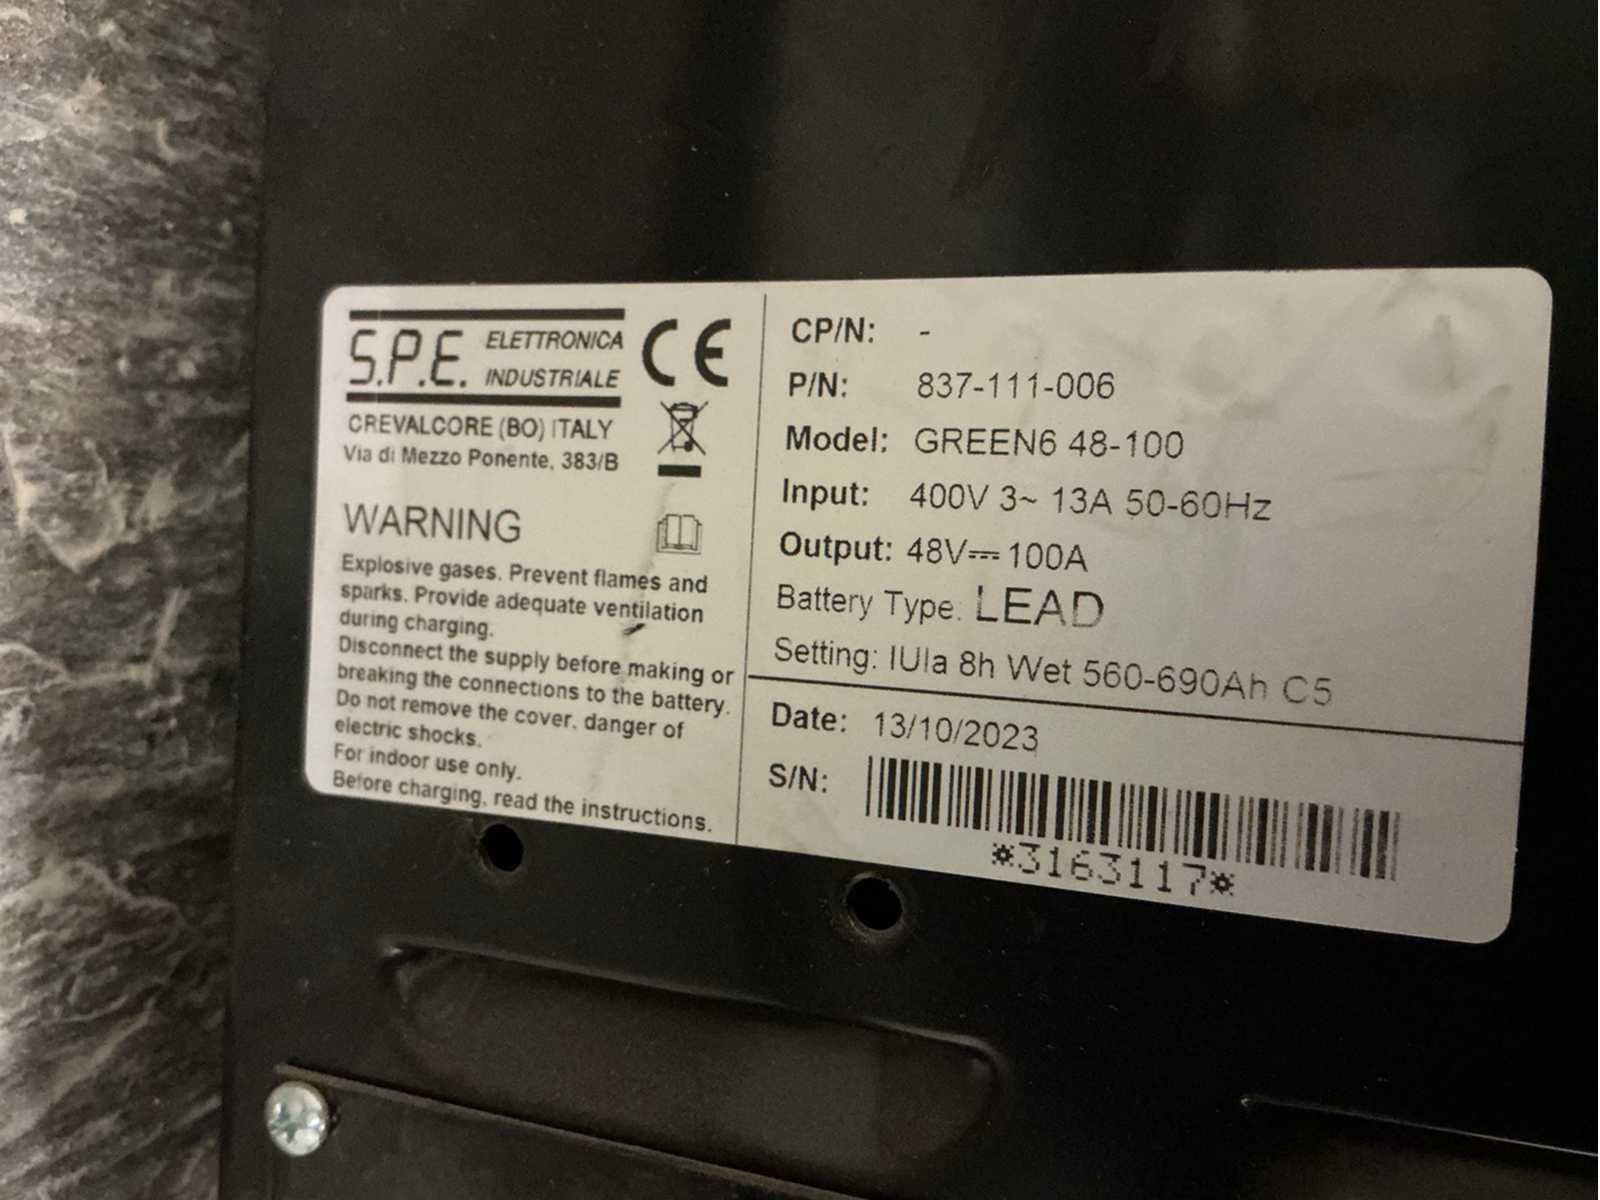 S.P.E. ELETTRONICA
INDUSTRIALE
CE
CREVALCORE (BO) ITALY
Via di Mezzo Ponente, 383/B
WARNING
Explosive gases. Prevent flames and
sparks. Provide adequate ventilation
during charging.
Disconnect the supply before making or
breaking the connections to the battery.
Do not remove the cover, danger of
electric shocks.
For indoor use only.
Before charging, read the instructions.
CP/N: -
P/N: 837-111-006
Model: GREEN6 48-100
Input: 400V 3~ 13A 50-60Hz
Output: 48V⎓100A
Battery Type: LEAD
Setting: IUIa 8h Wet 560-690Ah C5
Date: 13/10/2023
S/N:
*3163117*